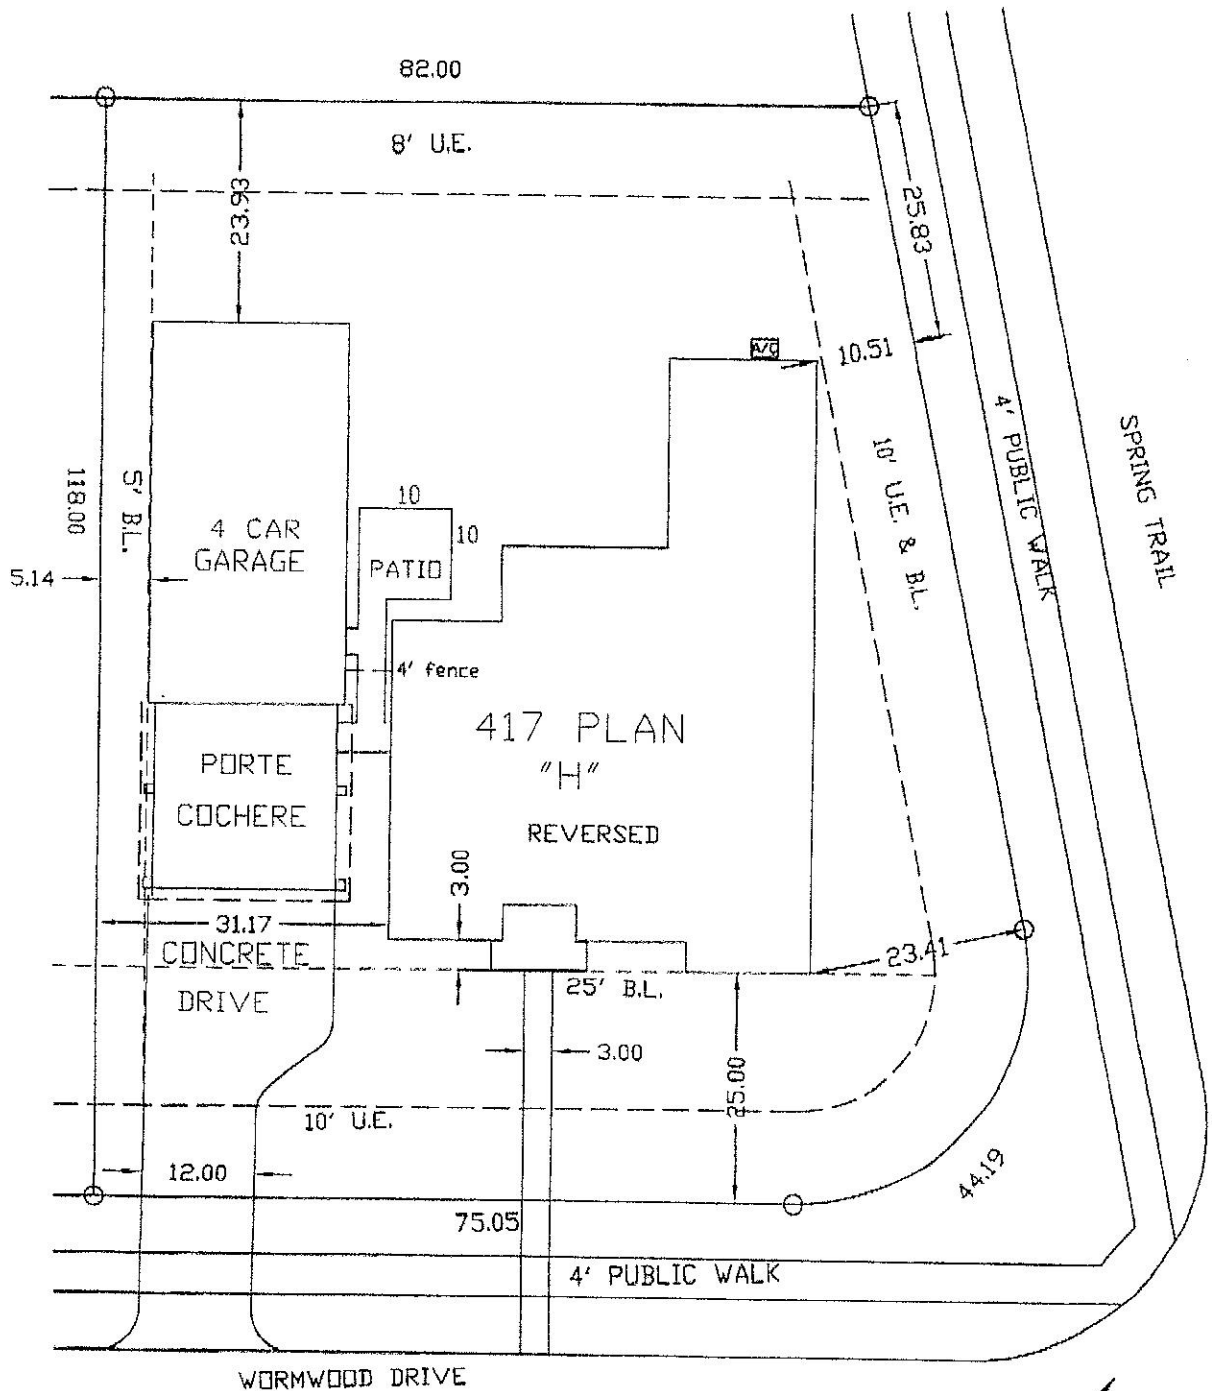 82.00
8' U.E.
23.93
25.83
A/C
10.51
118.00
5' B.L.
10
10
4 CAR
GARAGE
PATIO
5.14
4' fence
10' U.E. & B.L.
4' PUBLIC WALK
SPRING TRAIL
417 PLAN
"H"
REVERSED
PORTE
COCHERE
3.00
31.17
CONCRETE
DRIVE
23.41
25' B.L.
3.00
25.00
10' U.E.
12.00
44.19
75.05
4' PUBLIC WALK
WORMWOOD DRIVE